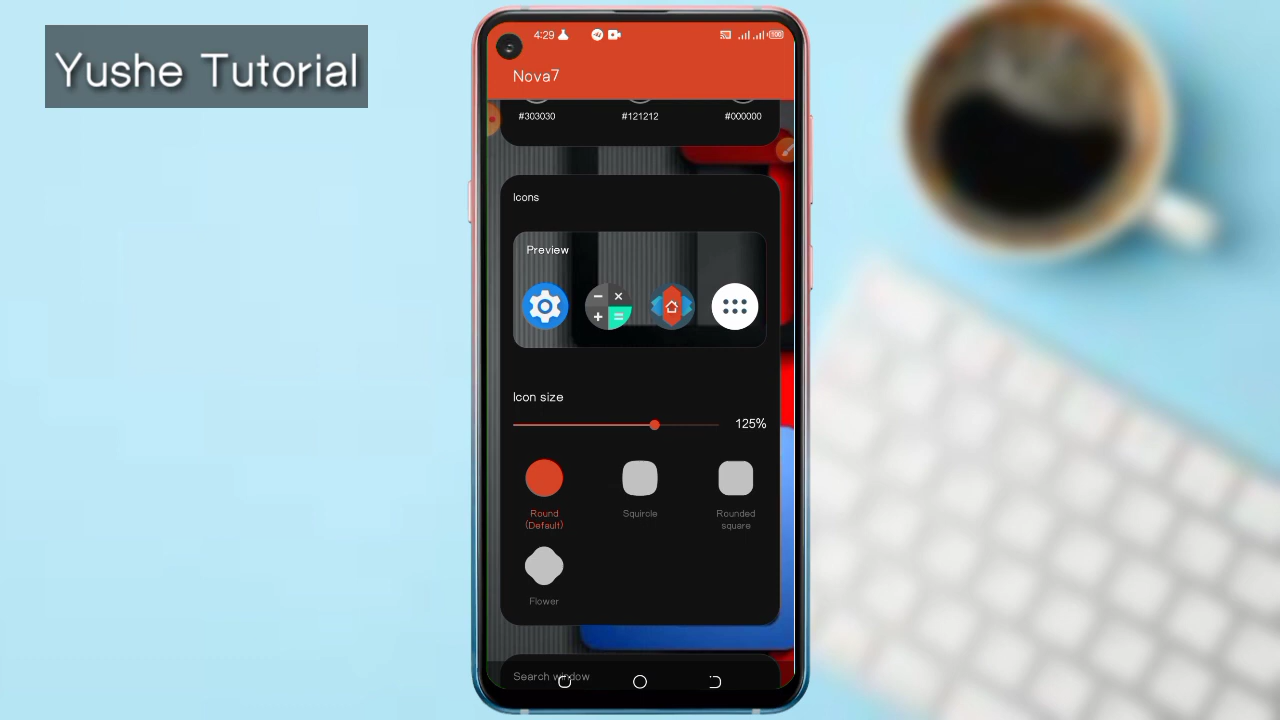 Yushe Tutorial
4:29
100
Nova7
#303030
#121212
#000000
Icons
Preview
Icon size
125%
Round
(Default)
Squircle
Rounded
square
Flower
Search window